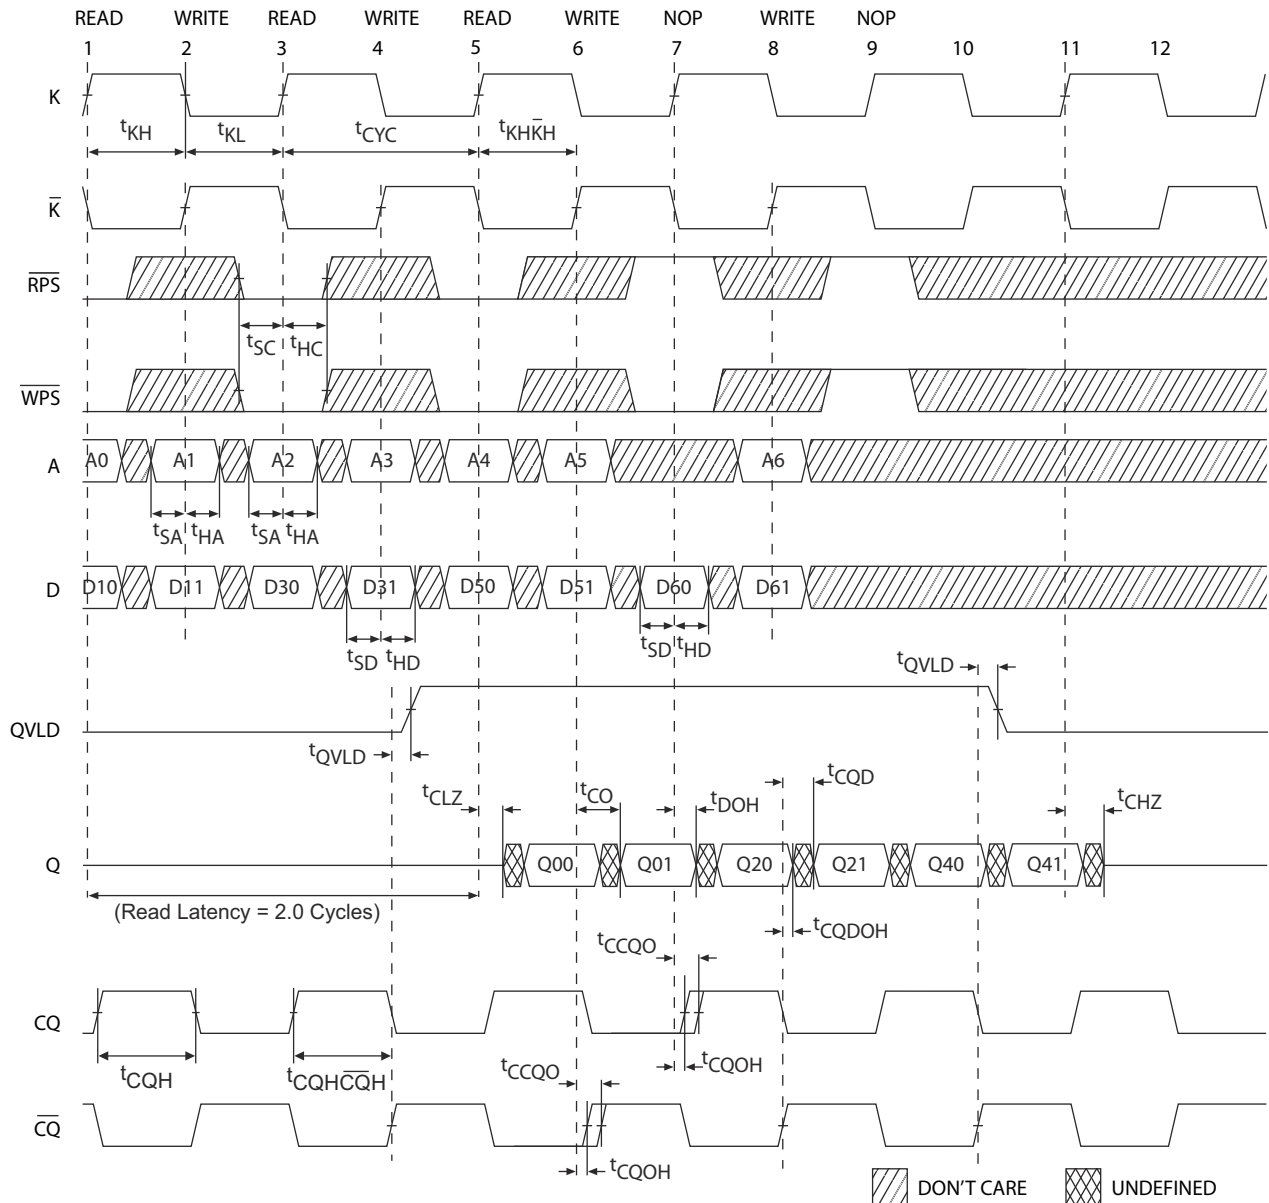 READ WRITE READ WRITE READ WRITE NOP WRITE NOP
1 2 3 4 5 6 7 8 9 10 11 12
K
tKH tKL tCYC tKHK̅H
K̅
R̅P̅S̅
tSC tHC
W̅P̅S̅
A A0 A1 A2 A3 A4 A5 A6
tSA tHA tSA tHA
D D10 D11 D30 D31 D50 D51 D60 D61
tSD tHD tSD tHD
tQVLD
QVLD
tQVLD
tCLZ tCO tDOH tCQD tCHZ
Q Q00 Q01 Q20 Q21 Q40 Q41
(Read Latency = 2.0 Cycles)
tCQDOH
tCCQO
CQ
tCQH tCQHC̅Q̅H tCCQO tCQOH
C̅Q̅
tCQOH
DON'T CARE UNDEFINED